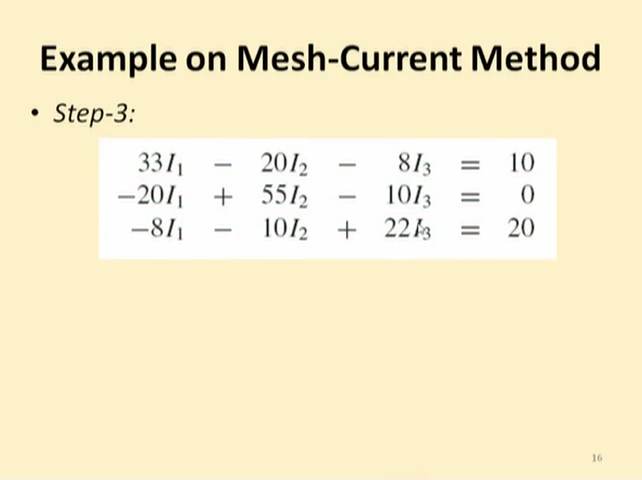 Example on Mesh-Current Method
• Step-3:
33I₁ − 20I₂ − 8I₃ = 10
−20I₁ + 55I₂ − 10I₃ = 0
−8I₁ − 10I₂ + 22I₃ = 20
16